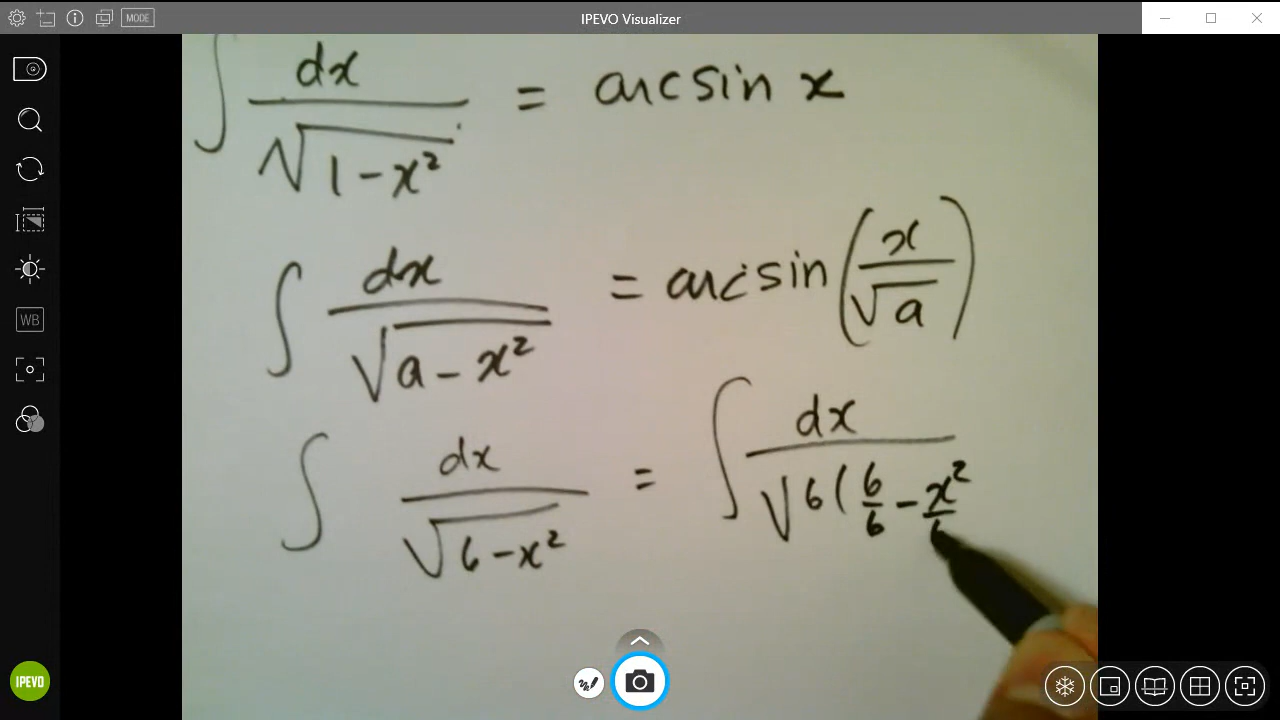 MODE
IPEVO Visualizer
∫ dx / √(1 - x²) = arcsin x
∫ dx / √(a - x²) = arcsin (x / √a)
WB
∫ dx / √(6 - x²) = ∫ dx / √6 ( 6/6 - x²/6
IPEVO